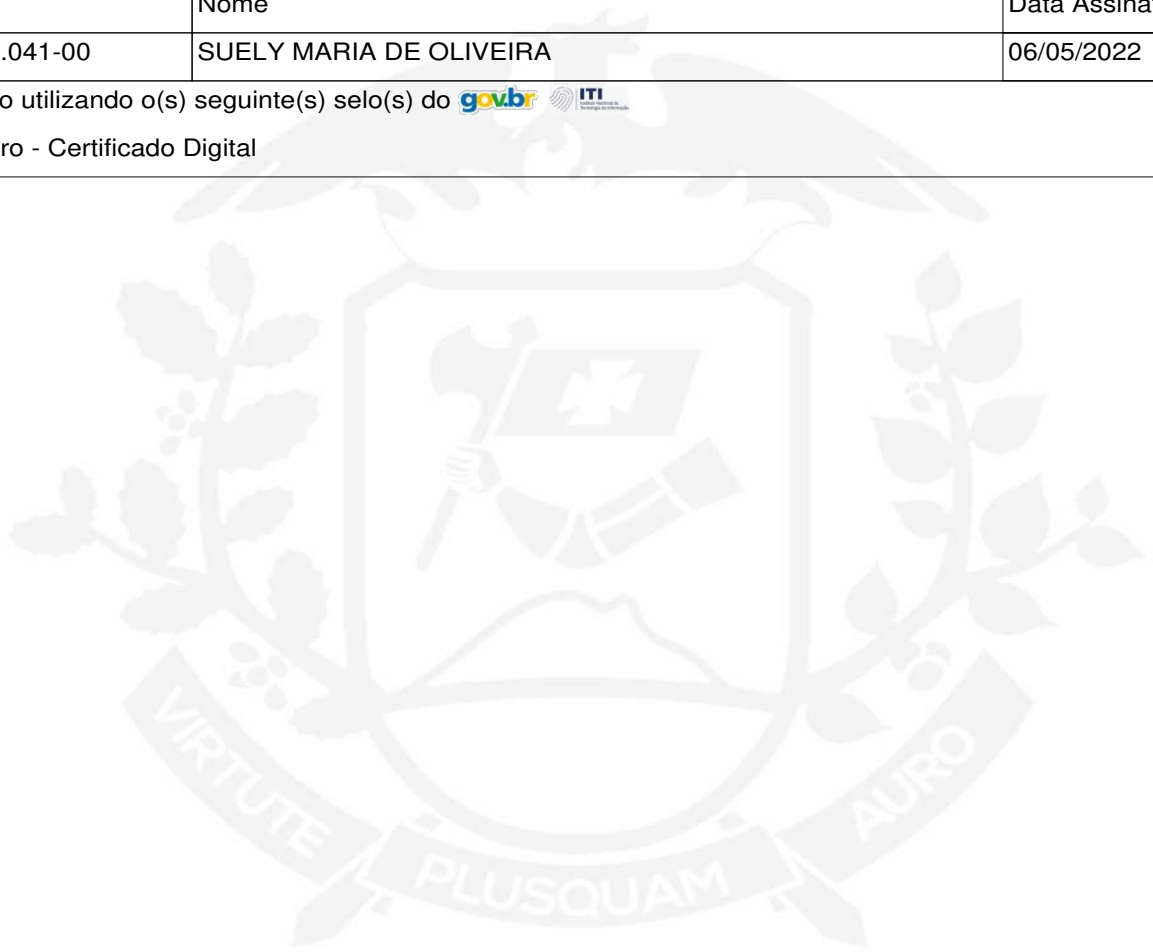 Nome Data Assina
.041-00 SUELY MARIA DE OLIVEIRA 06/05/2022
o utilizando o(s) seguinte(s) selo(s) do gov.br ITI
ro - Certificado Digital
VIRTUTE PLUSQUAM AURO